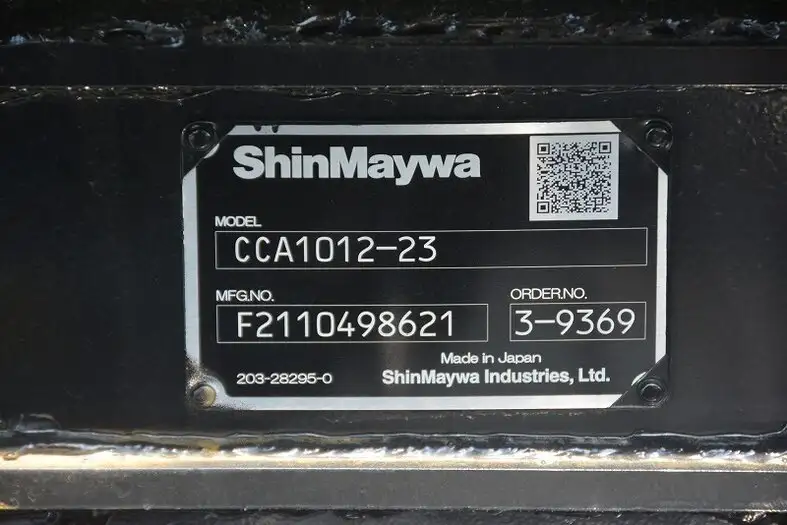 ShinMaywa
MODEL
CCA1012-23
MFG.NO.
F2110498621
ORDER.NO.
3-9369
Made in Japan
203-28295-0
ShinMaywa Industries, Ltd.